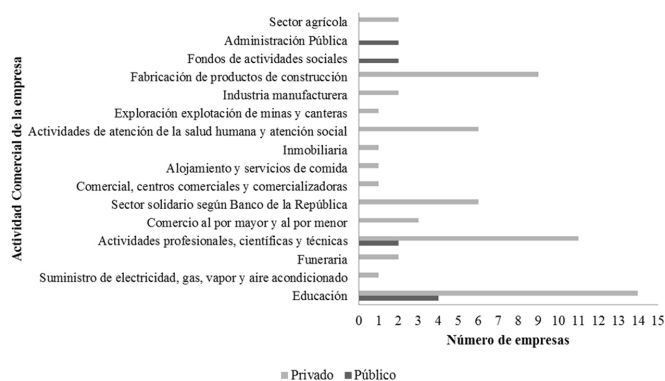 Actividad Comercial de la empresa
Sector agrícola
Administración Pública
Fondos de actividades sociales
Fabricación de productos de construcción
Industria manufacturera
Exploración explotación de minas y canteras
Actividades de atención de la salud humana y atención social
Inmobiliaria
Alojamiento y servicios de comida
Comercial, centros comerciales y comercializadoras
Sector solidario según Banco de la República
Comercio al por mayor y al por menor
Actividades profesionales, científicas y técnicas
Funeraria
Suministro de electricidad, gas, vapor y aire acondicionado
Educación
0 1 2 3 4 5 6 7 8 9 10 11 12 13 14 15
Número de empresas
Privado Público